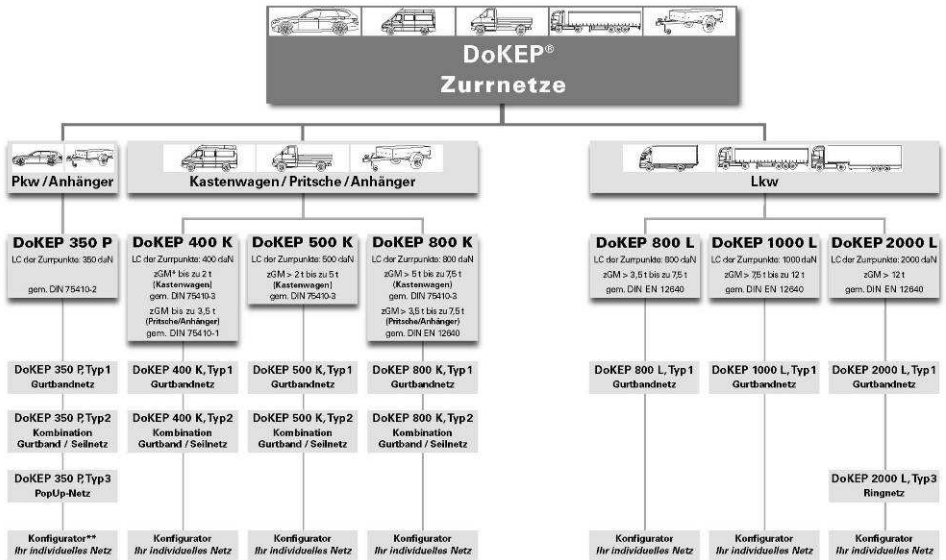 DoKEP®
Zurrnetze
Pkw / Anhänger
Kastenwagen / Pritsche / Anhänger
Lkw
DoKEP 350 P
LC der Zurrpunkte: 350 daN
gem. DIN 75410-2
DoKEP 400 K
LC der Zurrpunkte: 400 daN
zGM* bis zu 2 t
(Kastenwagen)
gem. DIN 75410-3
zGM bis zu 3,5 t
(Pritsche/Anhänger)
gem. DIN 75410-1
DoKEP 500 K
LC der Zurrpunkte: 500 daN
zGM > 2 t bis zu 5 t
(Kastenwagen)
gem. DIN 75410-3
DoKEP 800 K
LC der Zurrpunkte: 800 daN
zGM > 5 t bis zu 7,5 t
(Kastenwagen)
gem. DIN 75410-3
zGM > 3,5 t bis zu 7,5 t
(Pritsche/Anhänger)
gem. DIN EN 12640
DoKEP 800 L
LC der Zurrpunkte: 800 daN
zGM > 3,5 t bis zu 7,5 t
gem. DIN EN 12640
DoKEP 1000 L
LC der Zurrpunkte: 1000 daN
zGM > 7,5 t bis zu 12 t
gem. DIN EN 12640
DoKEP 2000 L
LC der Zurrpunkte: 2000 daN
zGM > 12 t
gem. DIN EN 12640
DoKEP 350 P, Typ1
Gurtbandnetz
DoKEP 400 K, Typ1
Gurtbandnetz
DoKEP 500 K, Typ1
Gurtbandnetz
DoKEP 800 K, Typ1
Gurtbandnetz
DoKEP 800 L, Typ1
Gurtbandnetz
DoKEP 1000 L, Typ1
Gurtbandnetz
DoKEP 2000 L, Typ1
Gurtbandnetz
DoKEP 350 P, Typ2
Kombination
Gurtband / Seilnetz
DoKEP 400 K, Typ2
Kombination
Gurtband / Seilnetz
DoKEP 500 K, Typ2
Kombination
Gurtband / Seilnetz
DoKEP 800 K, Typ2
Kombination
Gurtband / Seilnetz
DoKEP 350 P, Typ3
PopUp-Netz
DoKEP 2000 L, Typ3
Ringnetz
Konfigurator**
Ihr individuelles Netz
Konfigurator
Ihr individuelles Netz
Konfigurator
Ihr individuelles Netz
Konfigurator
Ihr individuelles Netz
Konfigurator
Ihr individuelles Netz
Konfigurator
Ihr individuelles Netz
Konfigurator
Ihr individuelles Netz